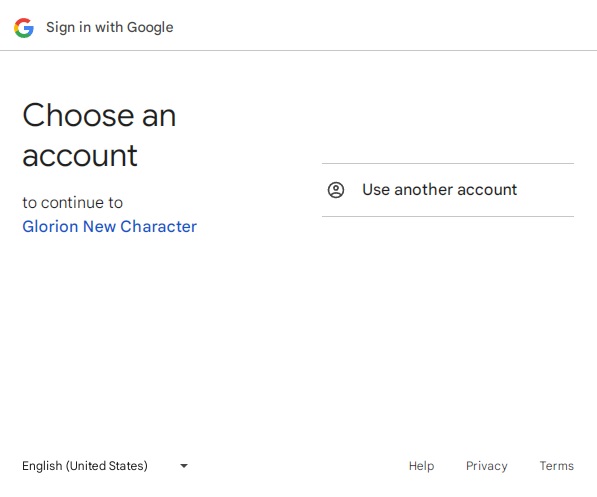 Sign in with Google
Choose an
account
to continue to
Glorion New Character
Use another account
English (United States)
Help
Privacy
Terms